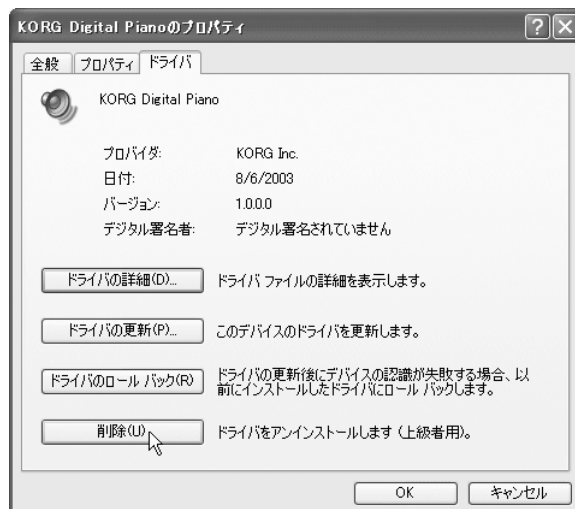 KORG Digital Pianoのプロパティ
全般 プロパティ ドライバ
KORG Digital Piano
プロバイダ: KORG Inc.
日付: 8/6/2003
バージョン: 1.0.0.0
デジタル署名者: デジタル署名されていません
ドライバの詳細(D)... ドライバ ファイルの詳細を表示します。
ドライバの更新(P)... このデバイスのドライバを更新します。
ドライバのロール バック(R) ドライバの更新後にデバイスの認識が失敗する場合、以
前にインストールしたドライバにロール バックします。
削除(U) ドライバをアンインストールします (上級者用)。
OK キャンセル